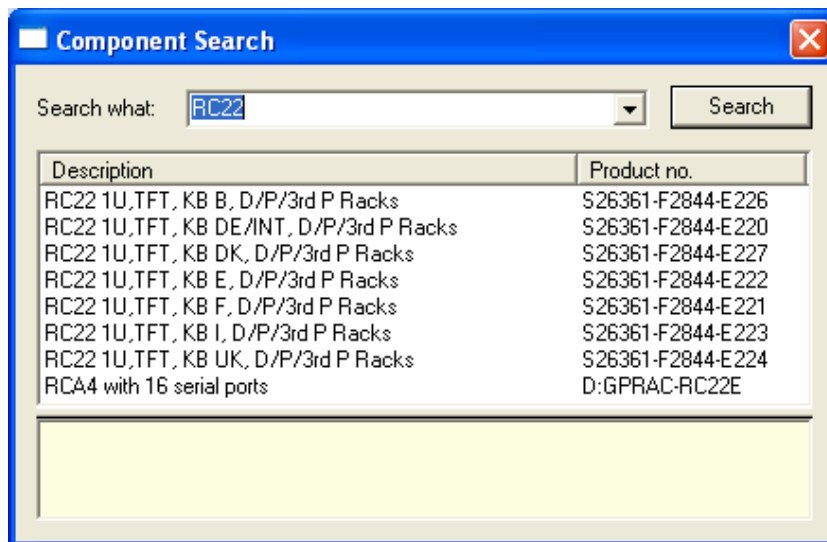 Component Search
Search what: RC22 Search
Description Product no.
RC22 1U,TFT, KB B, D/P/3rd P Racks S26361-F2844-E226
RC22 1U,TFT, KB DE/INT, D/P/3rd P Racks S26361-F2844-E220
RC22 1U,TFT, KB DK, D/P/3rd P Racks S26361-F2844-E227
RC22 1U,TFT, KB E, D/P/3rd P Racks S26361-F2844-E222
RC22 1U,TFT, KB F, D/P/3rd P Racks S26361-F2844-E221
RC22 1U,TFT, KB I, D/P/3rd P Racks S26361-F2844-E223
RC22 1U,TFT, KB UK, D/P/3rd P Racks S26361-F2844-E224
RCA4 with 16 serial ports D:GPRAC-RC22E